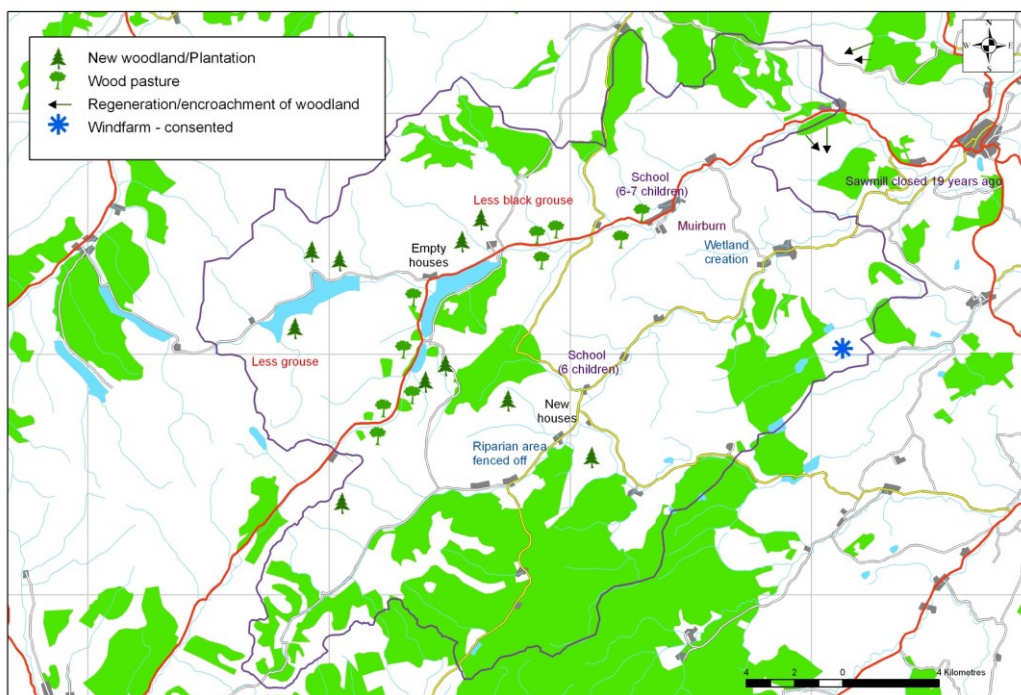 New woodland/Plantation
Wood pasture
Regeneration/encroachment of woodland
Windfarm - consented
N
W
E
S
School
(6-7 children)
Sawmill closed 19 years ago
Less black grouse
Muirburn
Empty
houses
Wetland
creation
Less grouse
School
(6 children)
New
houses
Riparian area
fenced off
4
2
0
4 Kilometres